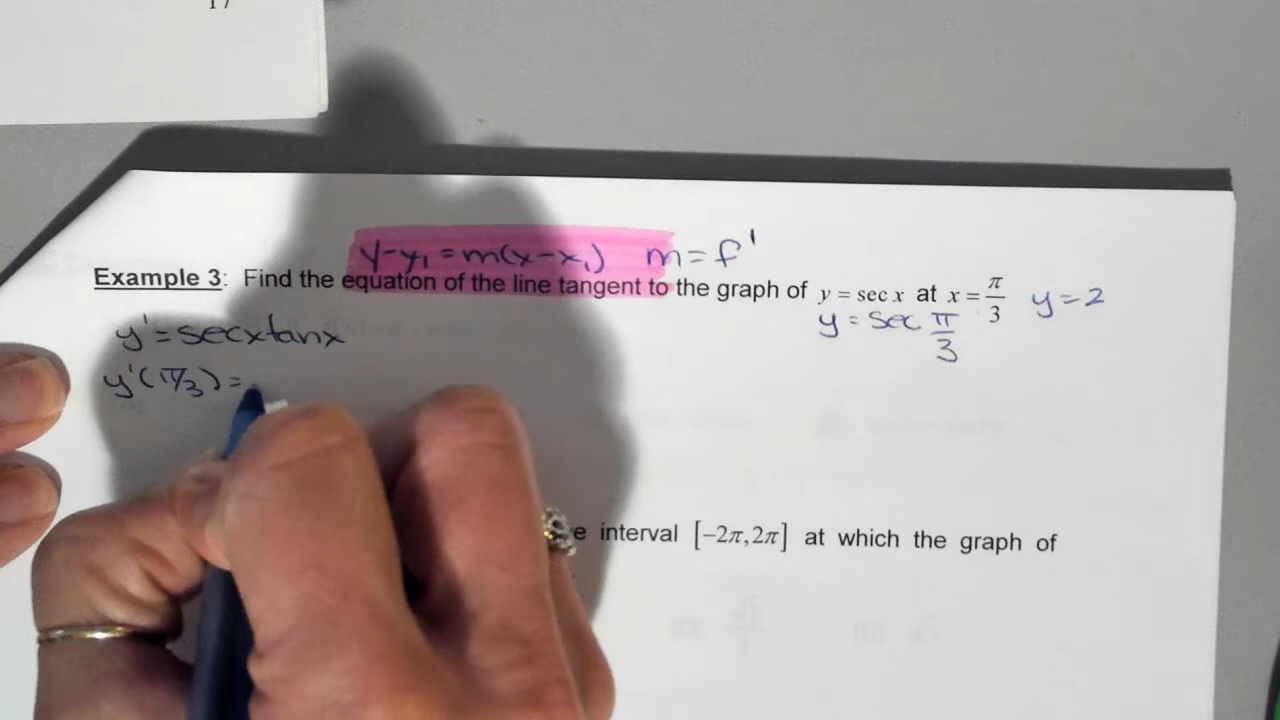 17
y-y₁=m(x-x₁) m=f'
Example 3: Find the equation of the line tangent to the graph of y = sec x at x = π/3 y=2
y = sec π/3
y'=secxtanx
y'(π/3)=
e interval [−2π,2π] at which the graph of